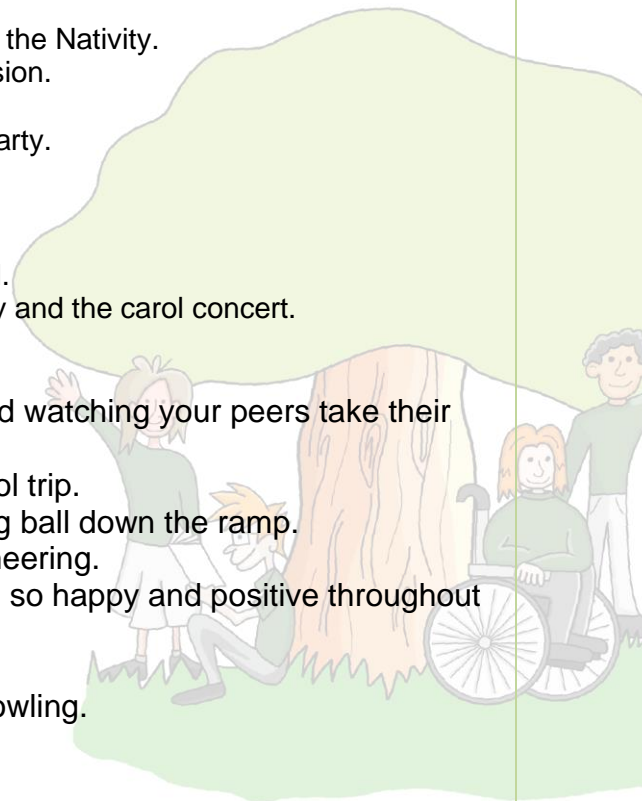 the Nativity.
sion.
arty.
.
y and the carol concert.
d watching your peers take their
ol trip.
g ball down the ramp.
neering.
so happy and positive throughout
owling.